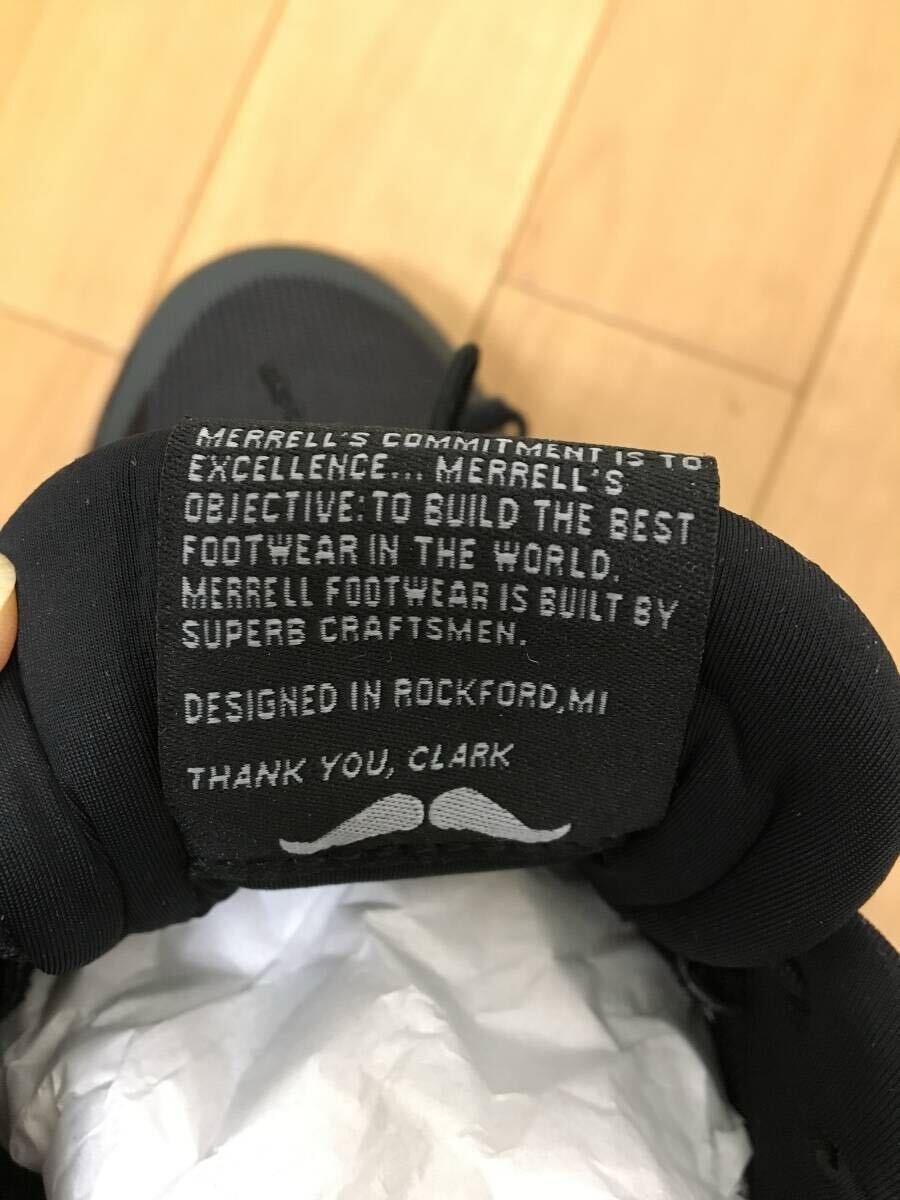 MERRELL'S COMMITMENT IS TO
EXCELLENCE... MERRELL'S
OBJECTIVE: TO BUILD THE BEST
FOOTWEAR IN THE WORLD.
MERRELL FOOTWEAR IS BUILT BY
SUPERB CRAFTSMEN.
DESIGNED IN ROCKFORD,MI
THANK YOU, CLARK